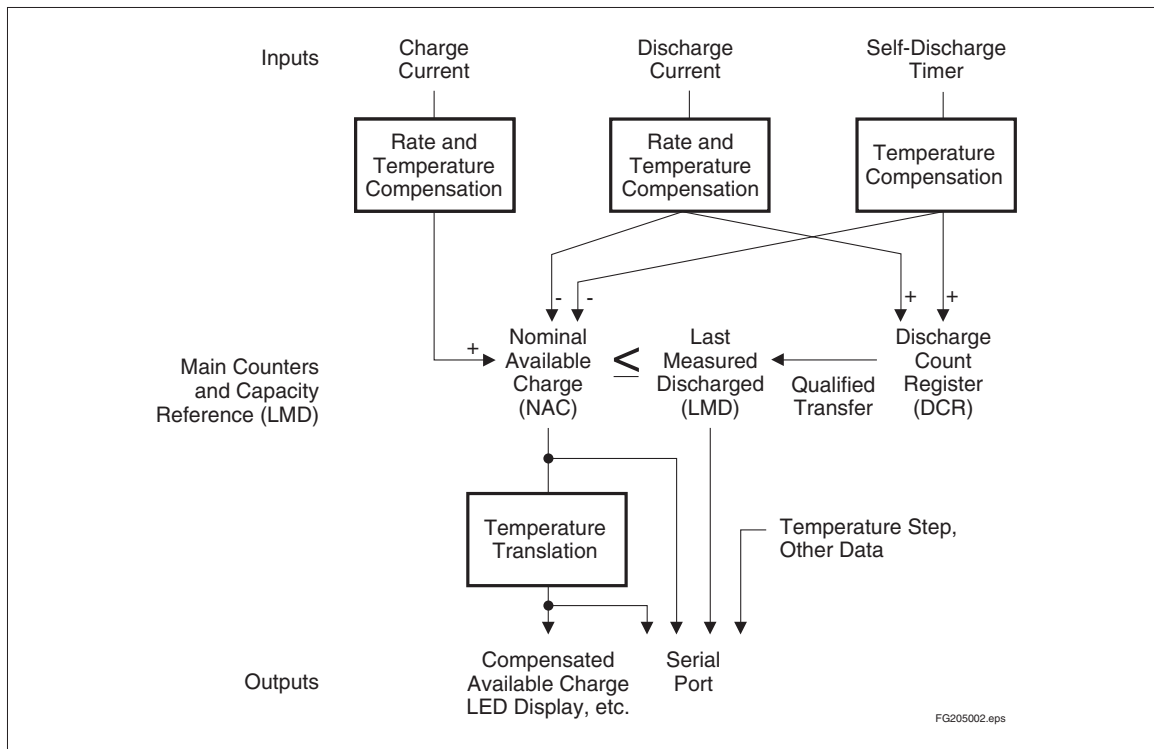 Inputs
Charge
Current
Discharge
Current
Self-Discharge
Timer
Rate and
Temperature
Compensation
Rate and
Temperature
Compensation
Temperature
Compensation
- - + +
+
Main Counters
and Capacity
Reference (LMD)
Nominal
Available
Charge
(NAC)
≤
Last
Measured
Discharged
(LMD)
Qualified
Transfer
Discharge
Count
Register
(DCR)
Temperature
Translation
Temperature Step,
Other Data
Outputs
Compensated
Available Charge
LED Display, etc.
Serial
Port
FG205002.eps